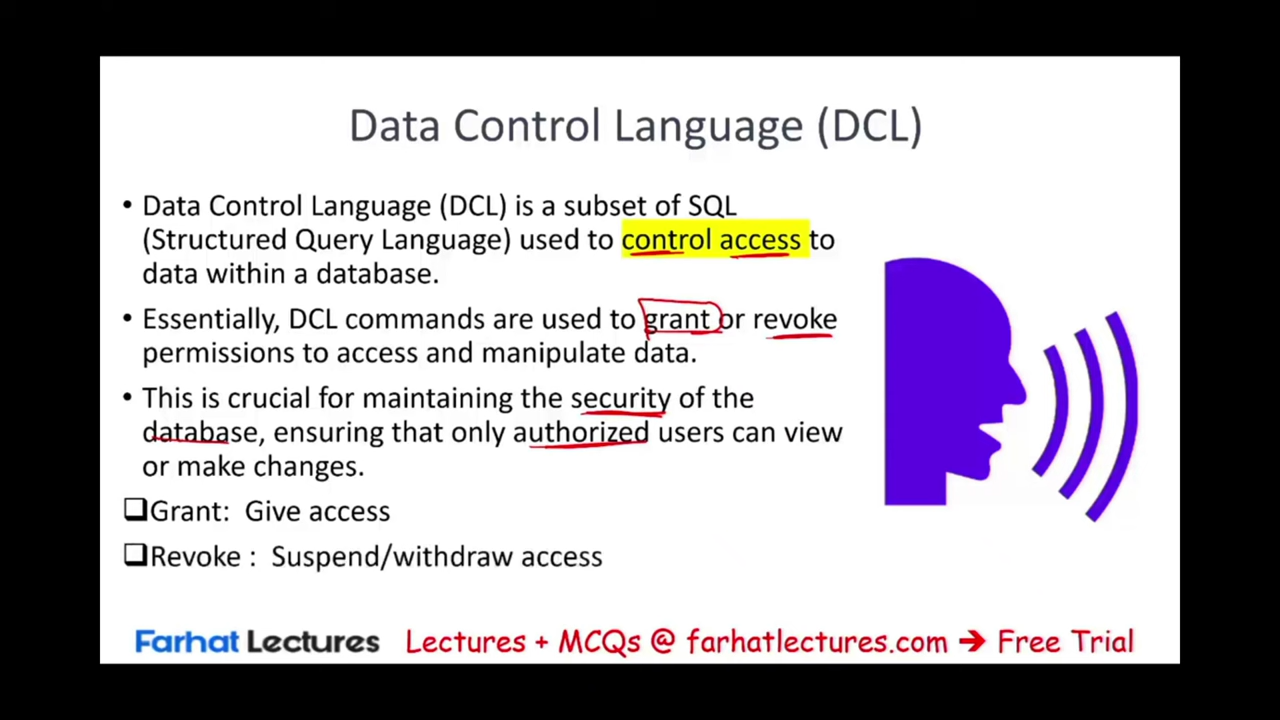 Data Control Language (DCL)
• Data Control Language (DCL) is a subset of SQL
(Structured Query Language) used to control access to
data within a database.
• Essentially, DCL commands are used to grant or revoke
permissions to access and manipulate data.
• This is crucial for maintaining the security of the
database, ensuring that only authorized users can view
or make changes.
❑Grant: Give access
❑Revoke : Suspend/withdraw access
Farhat Lectures Lectures + MCQs @ farhatlectures.com → Free Trial